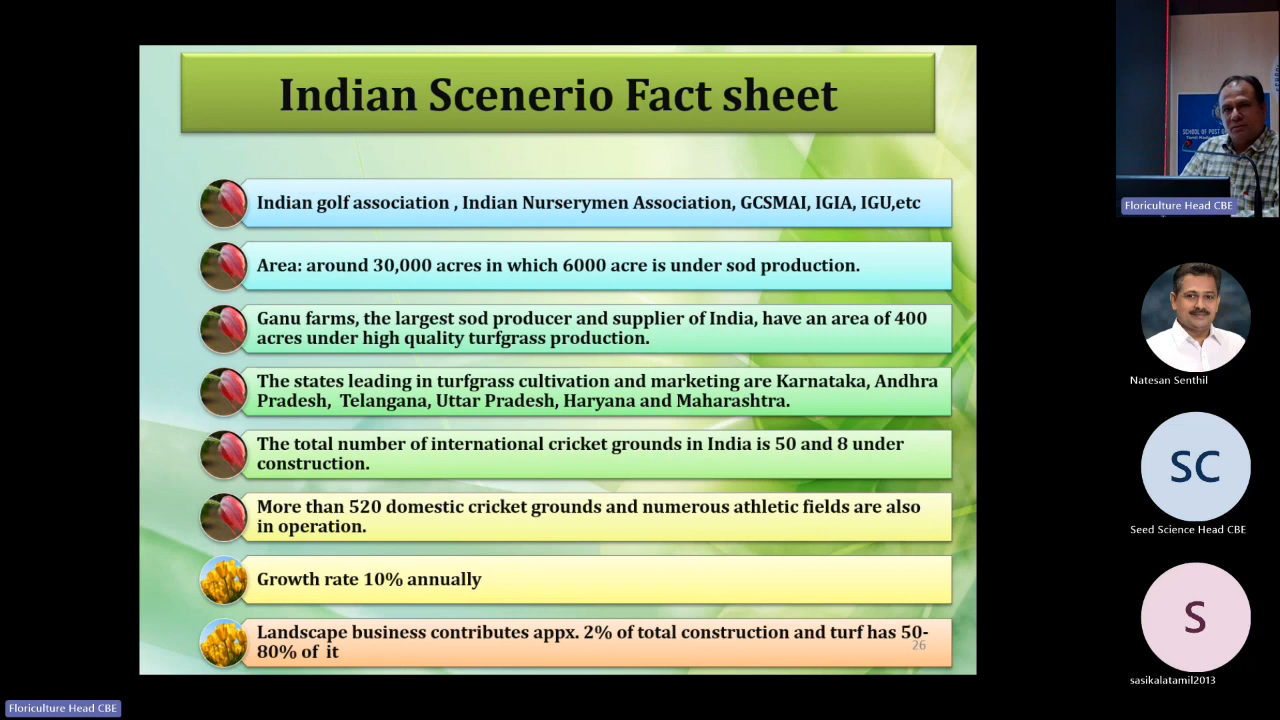 Indian Scenerio Fact sheet
Indian golf association , Indian Nurserymen Association, GCSMAI, IGIA, IGU,etc
Area: around 30,000 acres in which 6000 acre is under sod production.
Ganu farms, the largest sod producer and supplier of India, have an area of 400
acres under high quality turfgrass production.
The states leading in turfgrass cultivation and marketing are Karnataka, Andhra
Pradesh, Telangana, Uttar Pradesh, Haryana and Maharashtra.
The total number of international cricket grounds in India is 50 and 8 under
construction.
More than 520 domestic cricket grounds and numerous athletic fields are also
in operation.
Growth rate 10% annually
Landscape business contributes appx. 2% of total construction and turf has 50-
80% of it
26
SCHOOL OF POST
Floriculture Head CBE
Natesan Senthil
SC
Seed Science Head CBE
S
sasikalatamil2013
Floriculture Head CBE